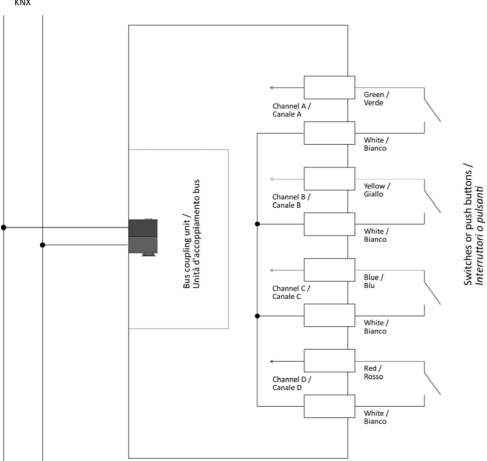 KNX
Channel A /
Canale A
Green /
Verde
White /
Bianco
Channel B /
Canale B
Yellow /
Giallo
White /
Bianco
Channel C /
Canale C
Blue /
Blu
White /
Bianco
Channel D /
Canale D
Red /
Rosso
White /
Bianco
Bus coupling unit /
Unità d'accoppiamento bus
Switches or push buttons /
Interruttori o pulsanti